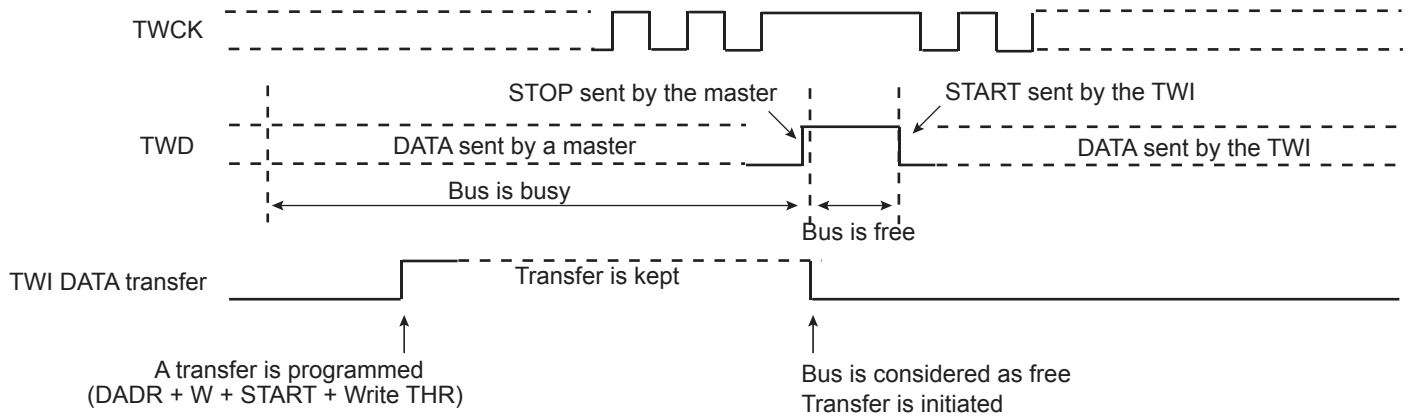 TWCK
STOP sent by the master
START sent by the TWI
TWD
DATA sent by a master
DATA sent by the TWI
Bus is busy
Bus is free
TWI DATA transfer
Transfer is kept
A transfer is programmed
(DADR + W + START + Write THR)
Bus is considered as free
Transfer is initiated